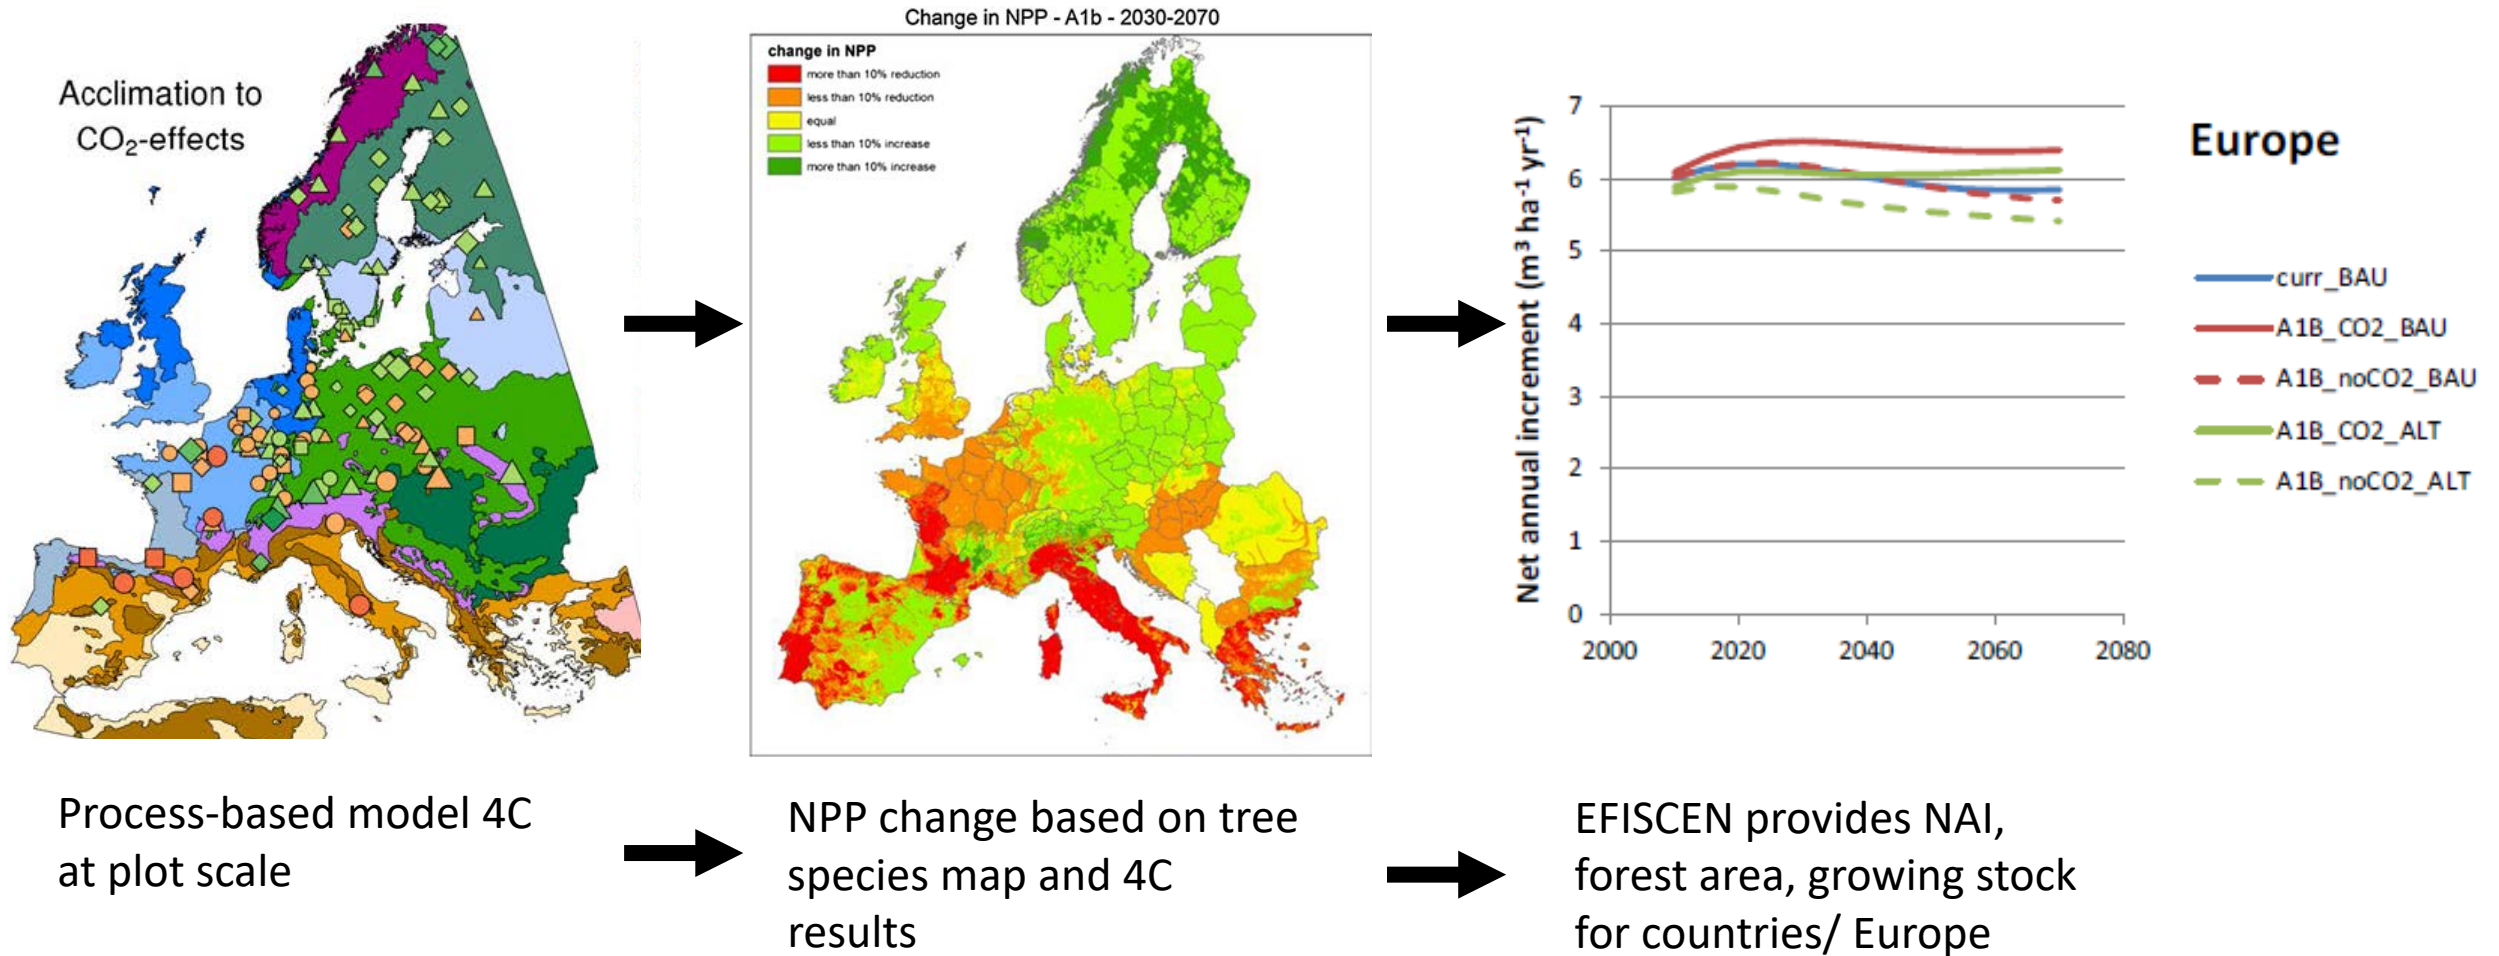 Acclimation to
CO₂-effects
Change in NPP - A1b - 2030-2070
change in NPP
more than 10% reduction
less than 10% reduction
equal
less than 10% increase
more than 10% increase
Net annual increment (m³ ha⁻¹ yr⁻¹)
7
6
5
4
3
2
1
0
2000 2020 2040 2060 2080
Europe
curr_BAU
A1B_CO2_BAU
A1B_noCO2_BAU
A1B_CO2_ALT
A1B_noCO2_ALT
Process-based model 4C
at plot scale
NPP change based on tree
species map and 4C
results
EFISCEN provides NAI,
forest area, growing stock
for countries/ Europe